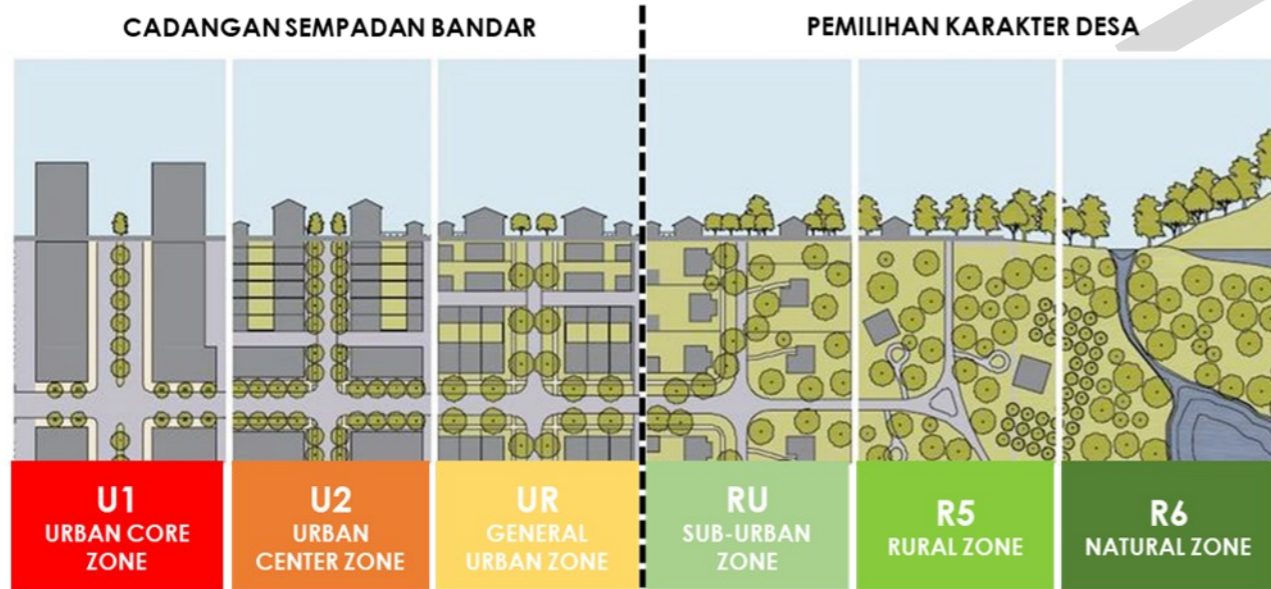 CADANGAN SEMPADAN BANDAR
PEMILIHAN KARAKTER DESA
U1
URBAN CORE
ZONE
U2
URBAN
CENTER ZONE
UR
GENERAL
URBAN ZONE
RU
SUB-URBAN
ZONE
R5
RURAL ZONE
R6
NATURAL ZONE